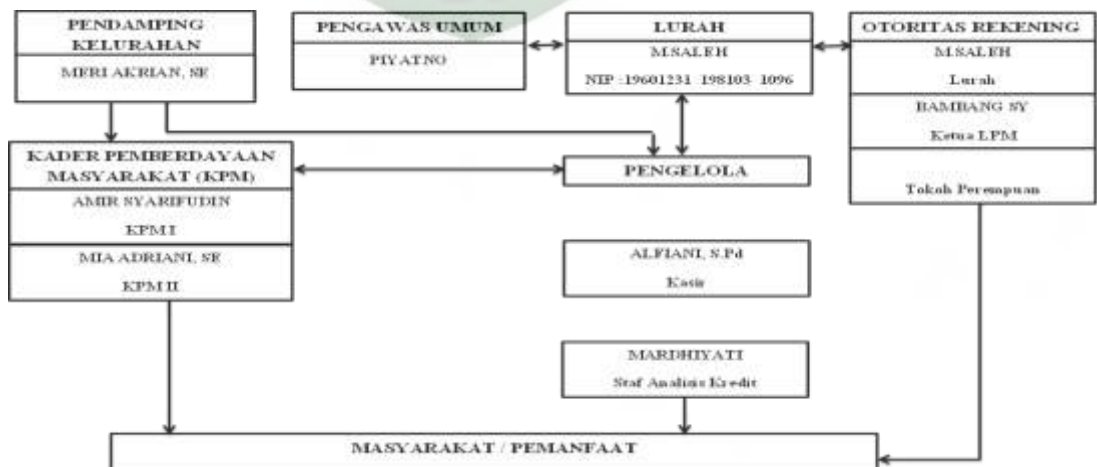 PENDAMPING
KELURAHAN
MERI AKRIAN, SE
PENGAWAS UMUM
PIYATNO
LURAH
M.SALEH
NIP :19601231 198103 1096
OTORITAS REKENING
M.SALEH
Lurah
BAMBANG SY
Ketua LPM
Tokoh Perempuan
KADER PEMBERDAYAAN
MASYARAKAT (KPM)
AMIR SYARIFUDIN
KPM I
MIA ADRIANI, SE
KPM II
PENGELOLA
ALFIANI, S.Pd
Kasir
MARDHIYATI
Staf Analisis Kredit
MASYARAKAT / PEMANFAAT